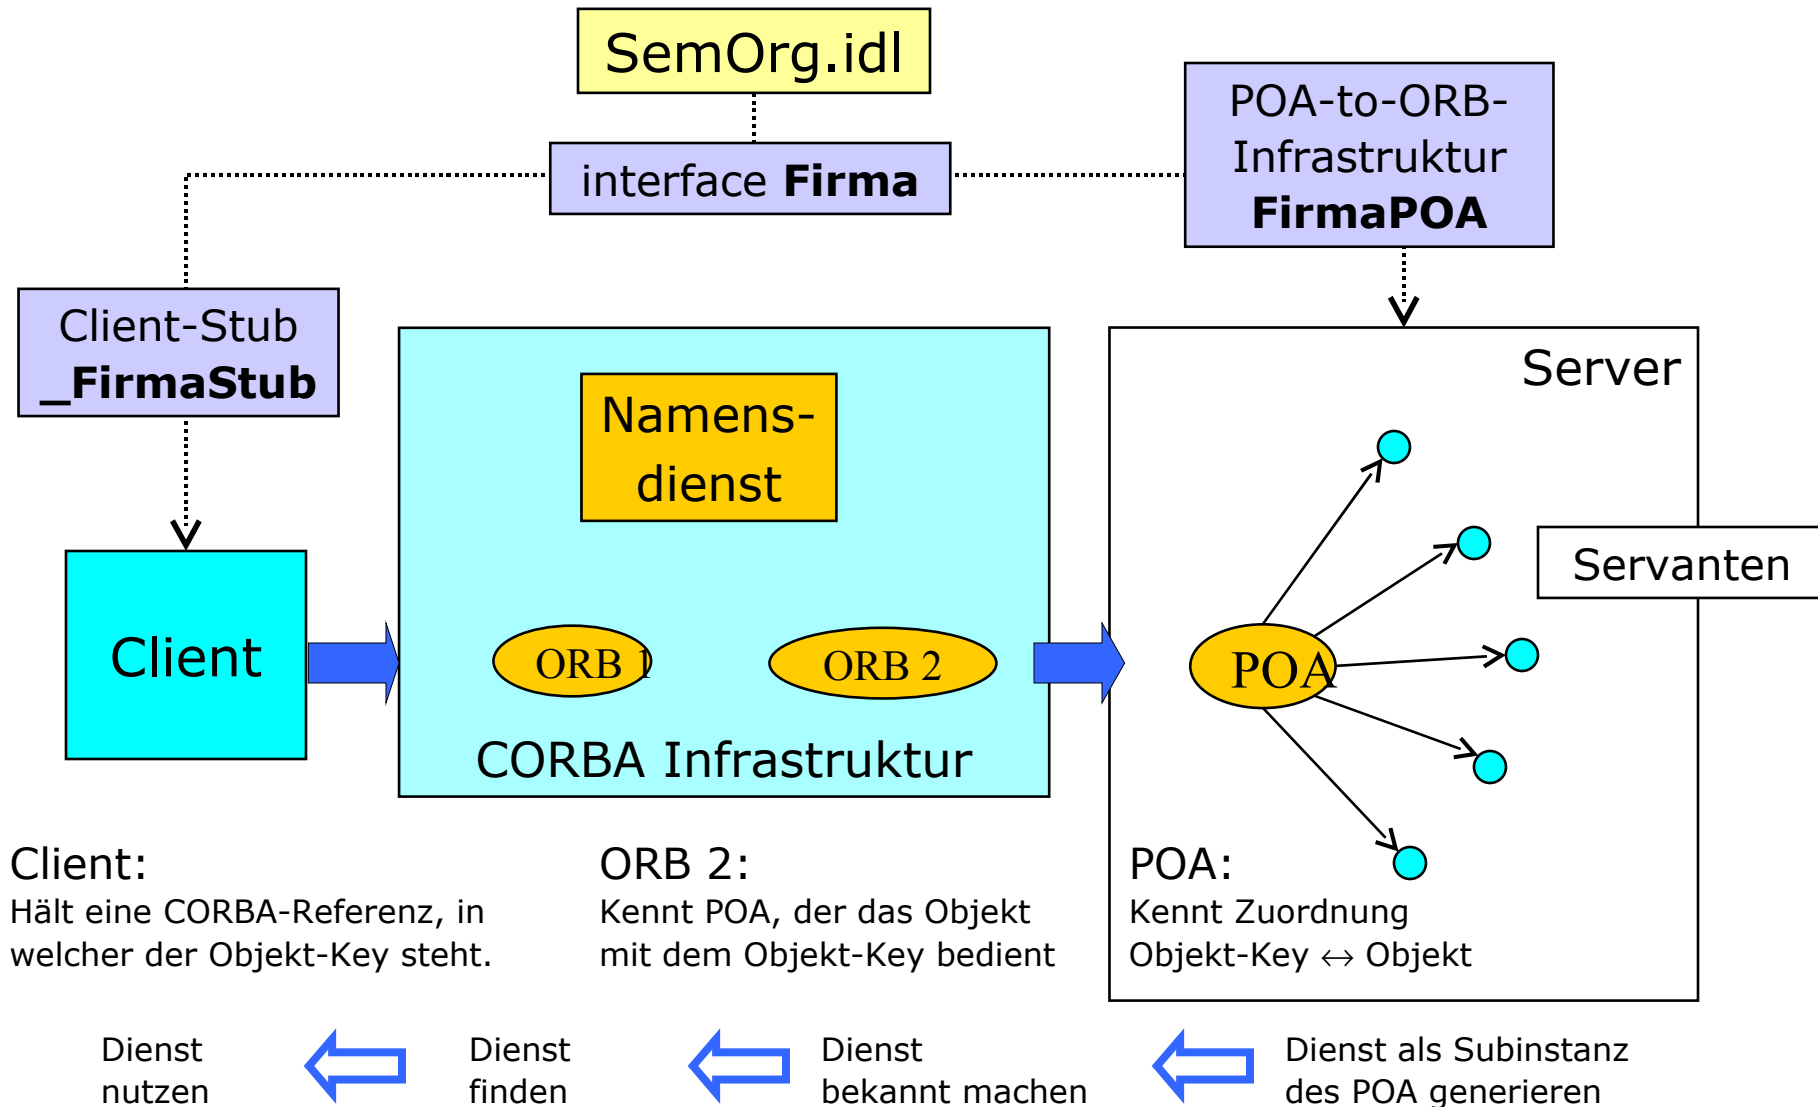 SemOrg.idl
POA-to-ORB-
Infrastruktur
FirmaPOA
interface Firma
Client-Stub
_FirmaStub
Namens-
dienst
Server
Servanten
Client
ORB 1
ORB 2
POA
CORBA Infrastruktur
Client:
Hält eine CORBA-Referenz, in
welcher der Objekt-Key steht.
ORB 2:
Kennt POA, der das Objekt
mit dem Objekt-Key bedient
POA:
Kennt Zuordnung
Objekt-Key ↔ Objekt
Dienst
nutzen
Dienst
finden
Dienst
bekannt machen
Dienst als Subinstanz
des POA generieren